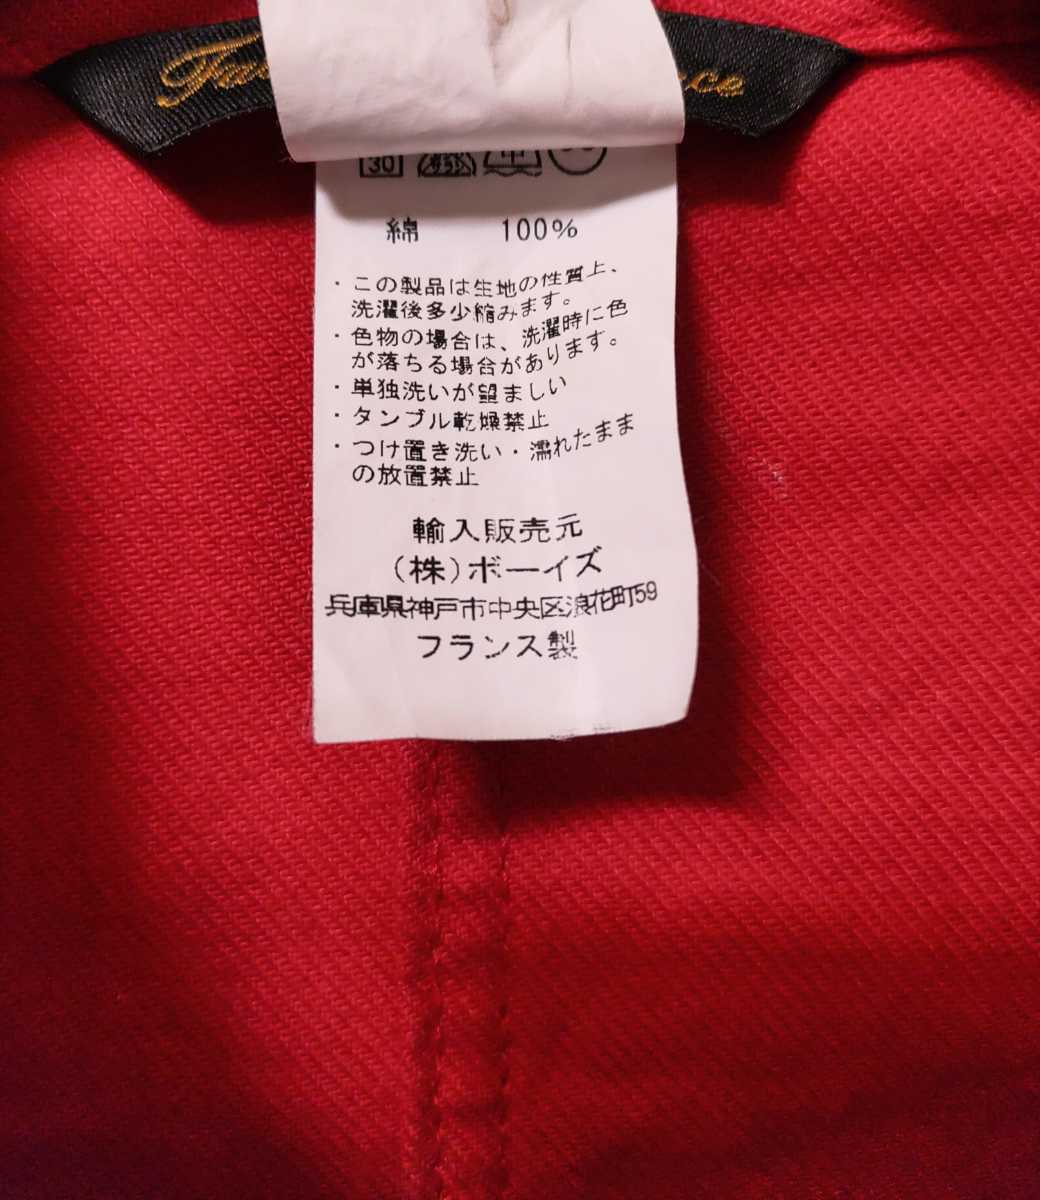 30 中
綿 100%
・この製品は生地の性質上、
洗濯後多少縮みます。
・色物の場合は、洗濯時に色
が落ちる場合があります。
・単独洗いが望ましい
・タンブル乾燥禁止
・つけ置き洗い・濡れたまま
の放置禁止
輸入販売元
(株)ボーイズ
兵庫県神戸市中央区浪花町59
フランス製